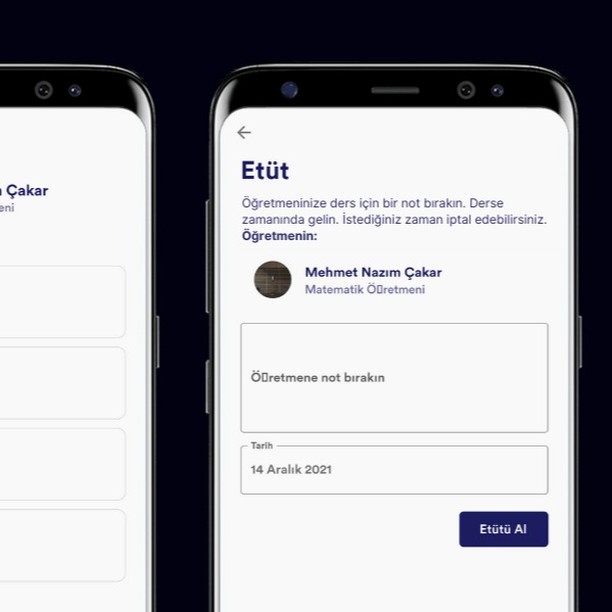 Çakar
eni
Etüt
Öğretmeninize ders için bir not bırakın. Derse
zamanında gelin. İstediğiniz zaman iptal edebilirsiniz.
Öğretmenin:
Mehmet Nazım Çakar
Matematik Ö▯retmeni
Ö▯retmene not bırakın
Tarih
14 Aralık 2021
Etütü Al